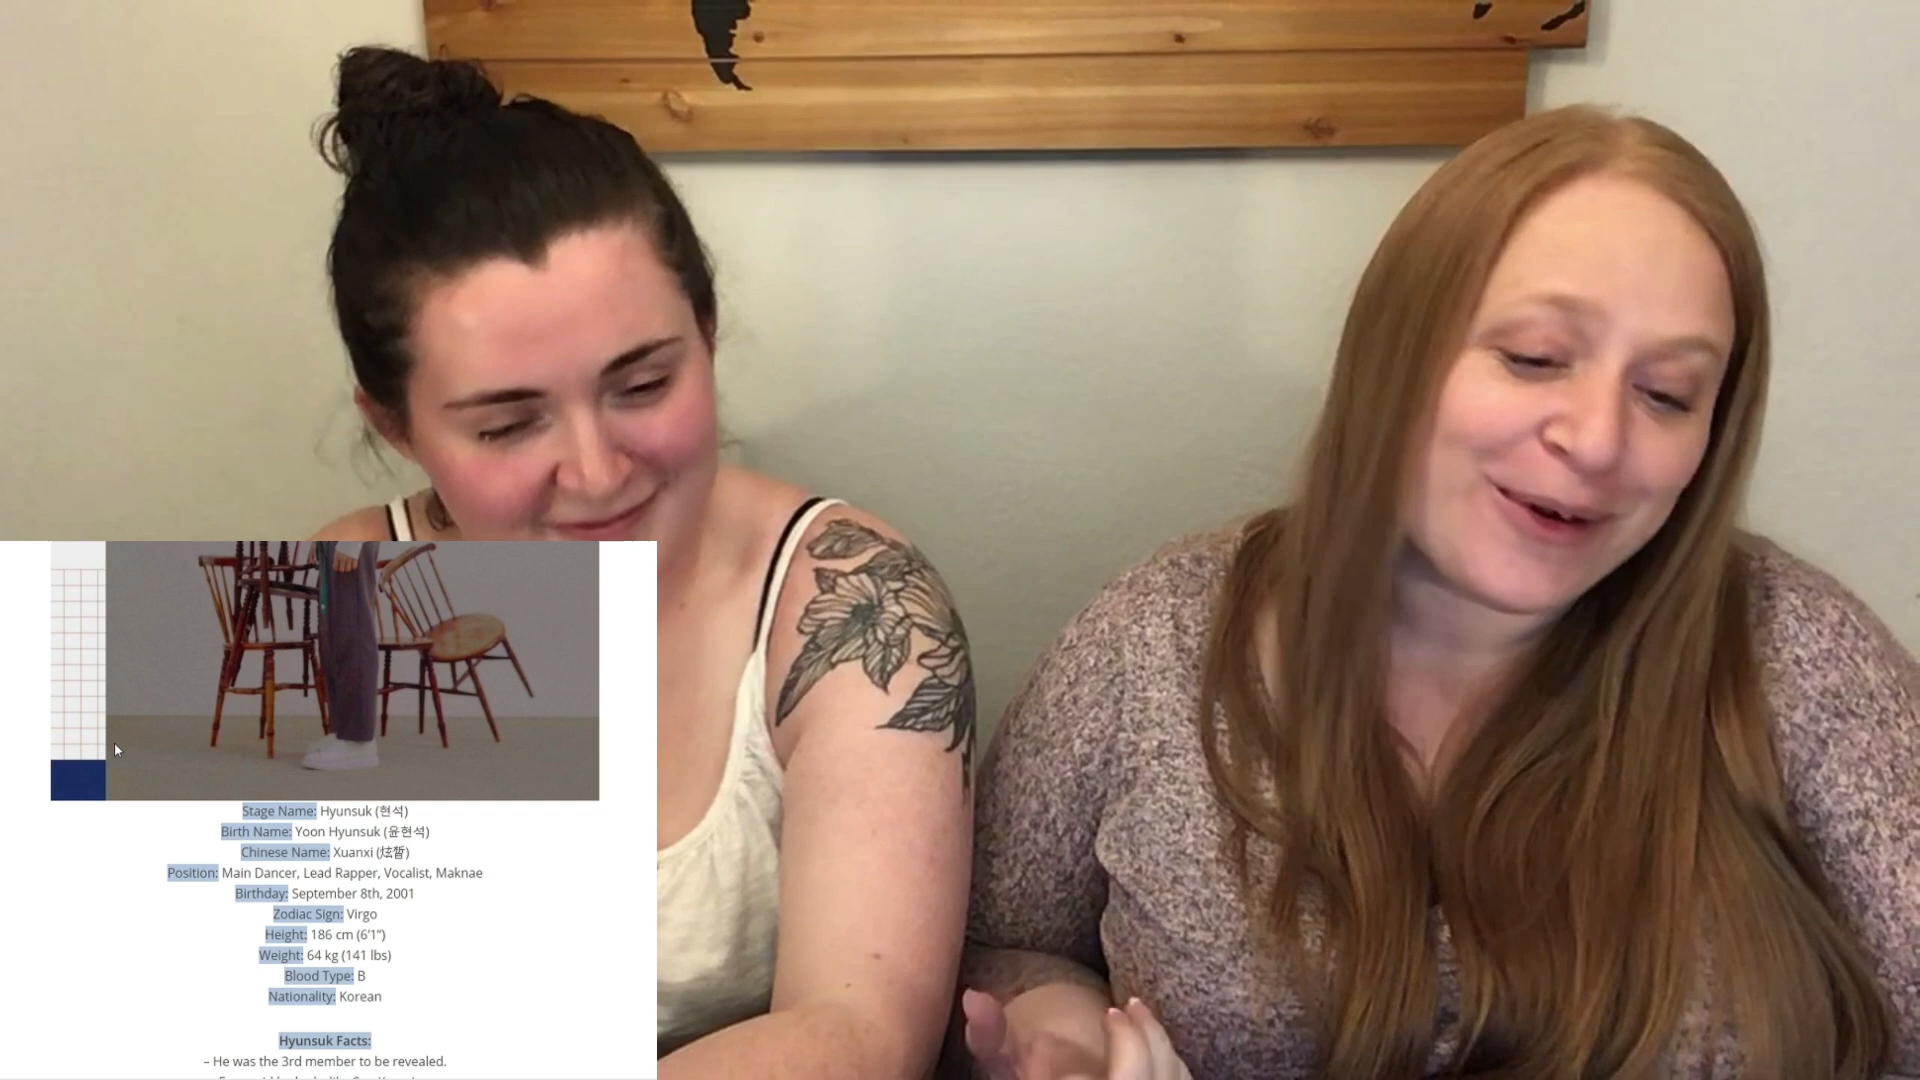 Stage Name: Hyunsuk (현석)
Birth Name: Yoon Hyunsuk (윤현석)
Chinese Name: Xuanxi (炫晳)
Position: Main Dancer, Lead Rapper, Vocalist, Maknae
Birthday: September 8th, 2001
Zodiac Sign: Virgo
Height: 186 cm (6'1")
Weight: 64 kg (141 lbs)
Blood Type: B
Nationality: Korean
Hyunsuk Facts:
– He was the 3rd member to be revealed.